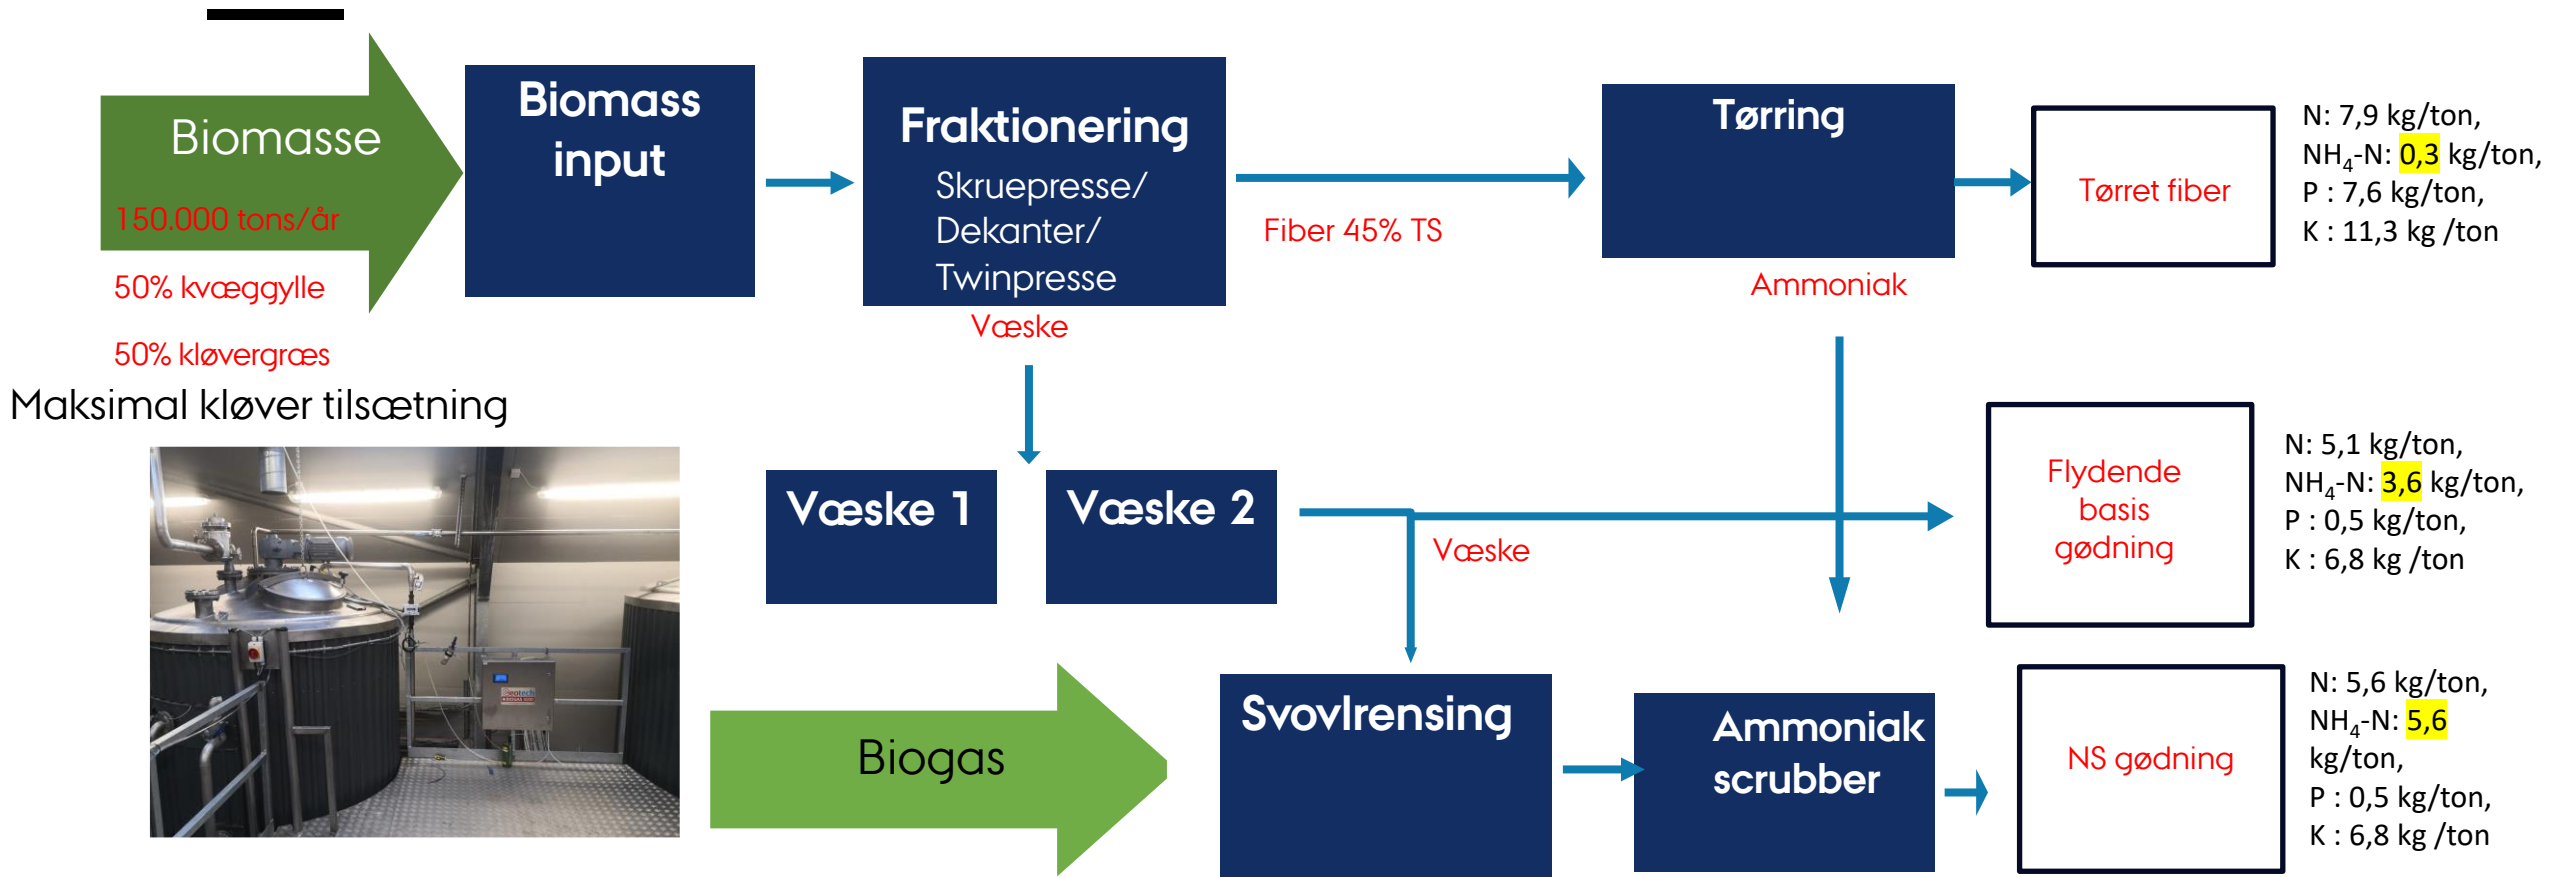 Biomasse
150.000 tons/år
50% kvæggylle
50% kløvergræs
Maksimal kløver tilsætning
Biomass
input
Fraktionering
Skruepresse/
Dekanter/
Twinpresse
Væske
Fiber 45% TS
Tørring
Ammoniak
Tørret fiber
N: 7,9 kg/ton,
NH₄-N: 0,3 kg/ton,
P : 7,6 kg/ton,
K : 11,3 kg /ton
Væske 1
Væske 2
Væske
Flydende
basis
gødning
N: 5,1 kg/ton,
NH₄-N: 3,6 kg/ton,
P : 0,5 kg/ton,
K : 6,8 kg /ton
Biogas
Svovlrensing
Ammoniak
scrubber
NS gødning
N: 5,6 kg/ton,
NH₄-N: 5,6
kg/ton,
P : 0,5 kg/ton,
K : 6,8 kg /ton